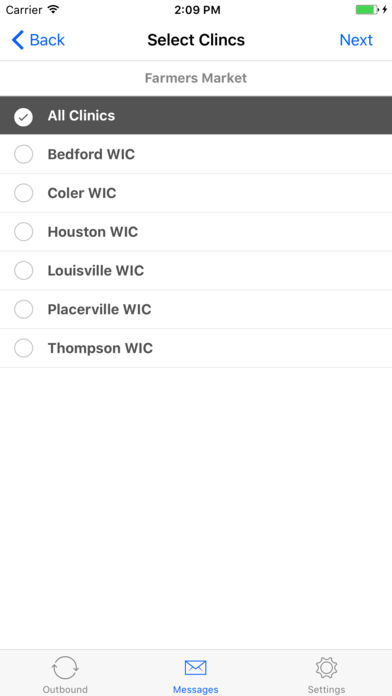 Carrier 2:09 PM
Back Select Clincs Next
Farmers Market
All Clinics
Bedford WIC
Coler WIC
Houston WIC
Louisville WIC
Placerville WIC
Thompson WIC
Outbound Messages Settings